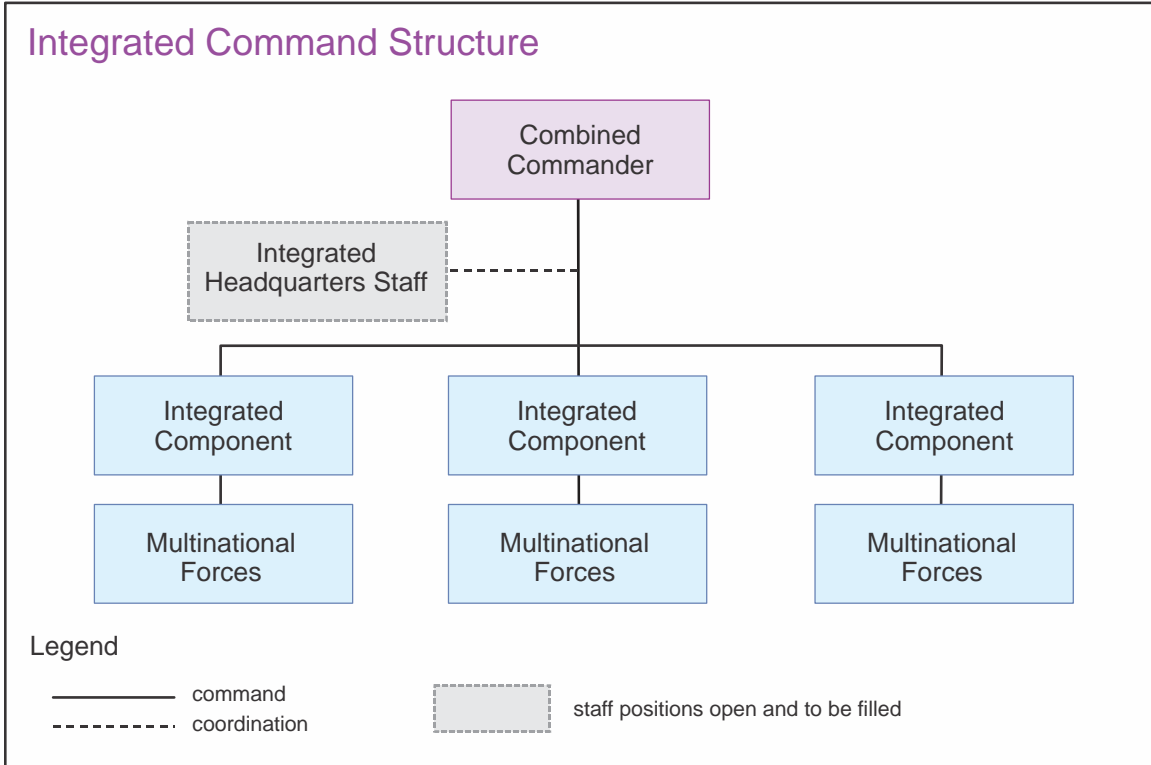 Integrated Command Structure
Combined
Commander
Integrated
Headquarters Staff
Integrated
Component
Integrated
Component
Integrated
Component
Multinational
Forces
Multinational
Forces
Multinational
Forces
Legend
command
coordination
staff positions open and to be filled